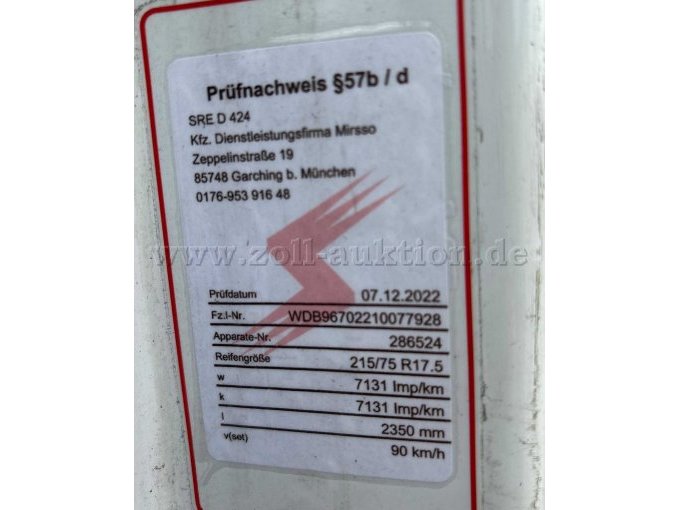 Prüfnachweis §57b / d
SRE D 424
Kfz. Dienstleistungsfirma Mirsso
Zeppelinstraße 19
85748 Garching b. München
0176-953 916 48
www.zoll-auktion.de
Prüfdatum 07.12.2022
Fz.I-Nr. WDB96702210077928
Apparate-Nr. 286524
Reifengröße 215/75 R17.5
w 7131 Imp/km
k 7131 Imp/km
l 2350 mm
v(set) 90 km/h